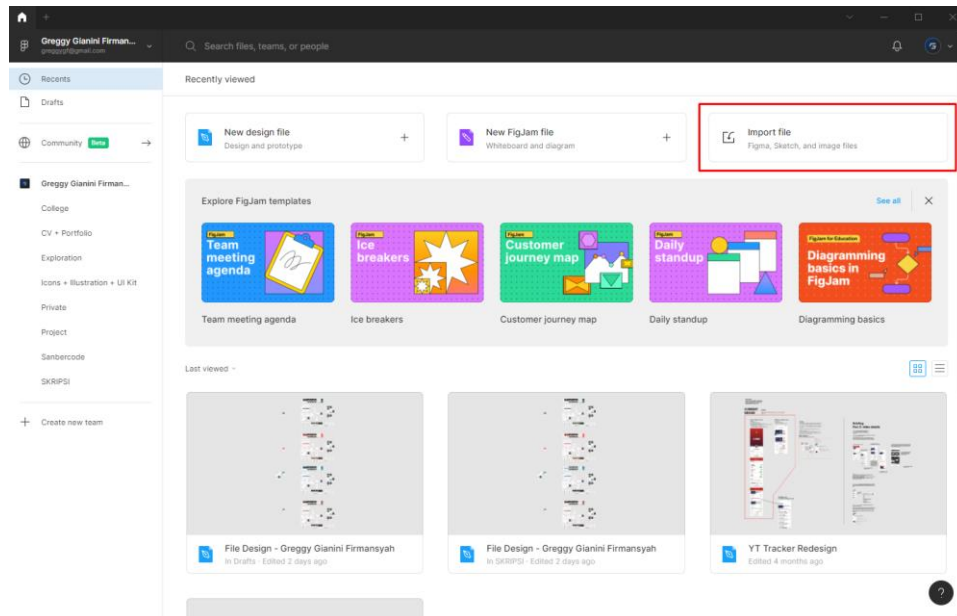 Greggy Gianini Firman...
greggygf@gmail.com
Search files, teams, or people
Recents
Drafts
Community Beta
Greggy Gianini Firman...
College
CV + Portfolio
Exploration
Icons + Illustration + UI Kit
Private
Project
Sanbercode
SKRIPSI
Create new team
Recently viewed
New design file
Design and prototype
New FigJam file
Whiteboard and diagram
Import file
Figma, Sketch, and image files
Explore FigJam templates
See all
FigJam
Team
meeting
agenda
FigJam
Ice
breakers
FigJam
Customer
journey map
FigJam
Daily
standup
FigJam for Education
Diagramming
basics in
FigJam
Team meeting agenda
Ice breakers
Customer journey map
Daily standup
Diagramming basics
Last viewed
File Design - Greggy Gianini Firmansyah
In Drafts · Edited 2 days ago
File Design - Greggy Gianini Firmansyah
In SKRIPSI · Edited 2 days ago
YT Tracker Redesign
Edited 4 months ago
?